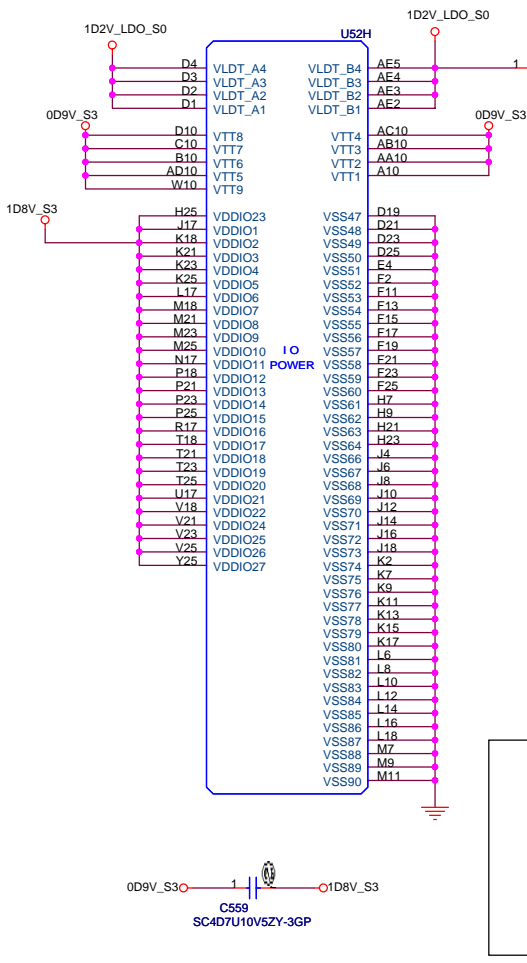 U52H
1D2V_LDO_S0 1D2V_LDO_S0
D4 VLDT_A4 VLDT_B4 AE5 1
D3 VLDT_A3 VLDT_B3 AE4
D2 VLDT_A2 VLDT_B2 AE3
D1 VLDT_A1 VLDT_B1 AE2
0D9V_S3 0D9V_S3
D10 VTT8 VTT4 AC10
C10 VTT7 VTT3 AB10
B10 VTT6 VTT2 AA10
AD10 VTT5 VTT1 A10
W10 VTT9
1D8V_S3
H25 VDDIO23 VSS47 D19
J17 VDDIO1 VSS48 D21
K18 VDDIO2 VSS49 D23
K21 VDDIO3 VSS50 D25
K23 VDDIO4 VSS51 E4
K25 VDDIO5 VSS52 F2
L17 VDDIO6 VSS53 F11
M18 VDDIO7 VSS54 F13
M21 VDDIO8 VSS55 F15
M23 VDDIO9 VSS56 F17
M25 VDDIO10 VSS57 F19
N17 VDDIO11 VSS58 F21
I O
POWER
P18 VDDIO12 VSS59 F23
P21 VDDIO13 VSS60 F25
P23 VDDIO14 VSS61 H7
P25 VDDIO15 VSS62 H9
R17 VDDIO16 VSS63 H21
T18 VDDIO17 VSS64 H23
T21 VDDIO18 VSS66 J4
T23 VDDIO19 VSS67 J6
T25 VDDIO20 VSS68 J8
U17 VDDIO21 VSS69 J10
V18 VDDIO22 VSS70 J12
V21 VDDIO24 VSS71 J14
V23 VDDIO25 VSS72 J16
V25 VDDIO26 VSS73 J18
Y25 VDDIO27 VSS74 K2
VSS75 K7
VSS76 K9
VSS77 K11
VSS78 K13
VSS79 K15
VSS80 K17
VSS81 L6
VSS82 L8
VSS83 L10
VSS84 L12
VSS85 L14
VSS86 L16
VSS87 L18
VSS88 M7
VSS89 M9
VSS90 M11
0D9V_S3 1 1D8V_S3
C559
SC4D7U10V5ZY-3GP